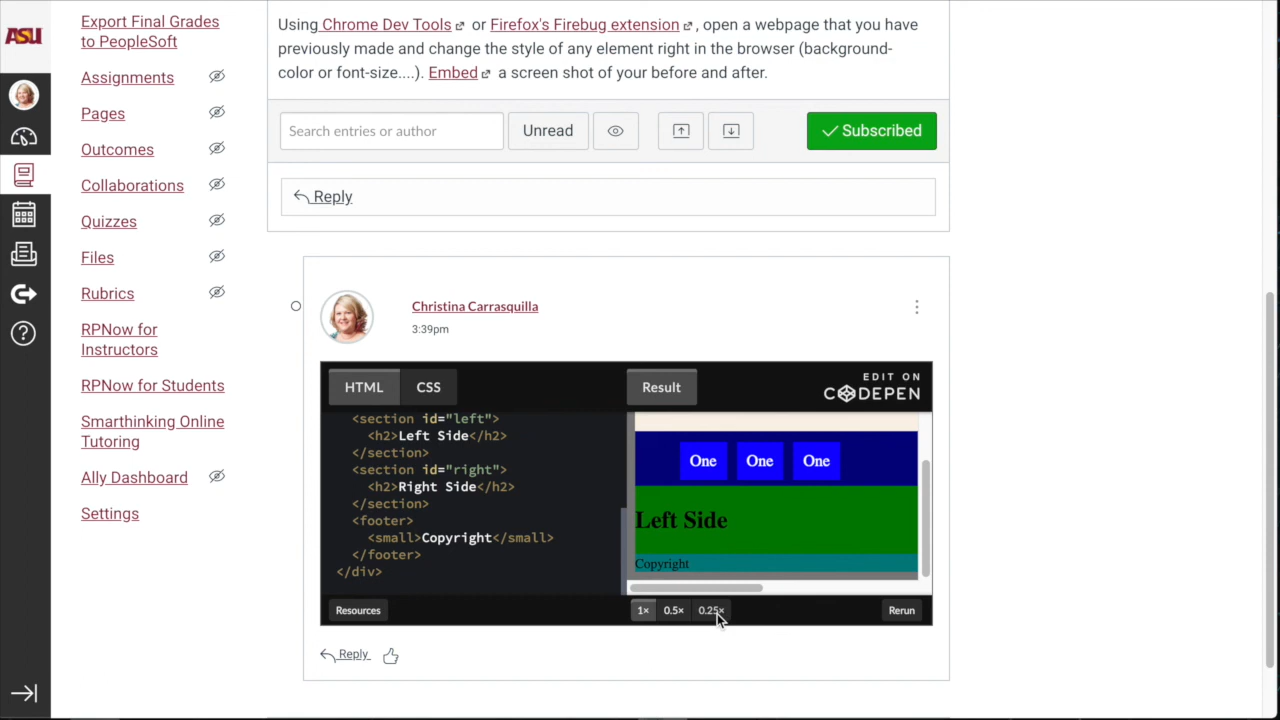 ASU
Export Final Grades
to PeopleSoft
Assignments
Pages
Outcomes
Collaborations
Quizzes
Files
Rubrics
RPNow for
Instructors
RPNow for Students
Smarthinking Online
Tutoring
Ally Dashboard
Settings
Using Chrome Dev Tools or Firefox's Firebug extension , open a webpage that you have
previously made and change the style of any element right in the browser (background-
color or font-size....). Embed a screen shot of your before and after.
Search entries or author
Unread
Subscribed
Reply
Christina Carrasquilla
3:39pm
HTML CSS
Result
EDIT ON
CODEPEN
<section id="left">
<h2>Left Side</h2>
</section>
<section id="right">
<h2>Right Side</h2>
</section>
<footer>
<small>Copyright</small>
</footer>
</div>
One One One
Left Side
Copyright
Resources
1× 0.5× 0.25×
Rerun
Reply